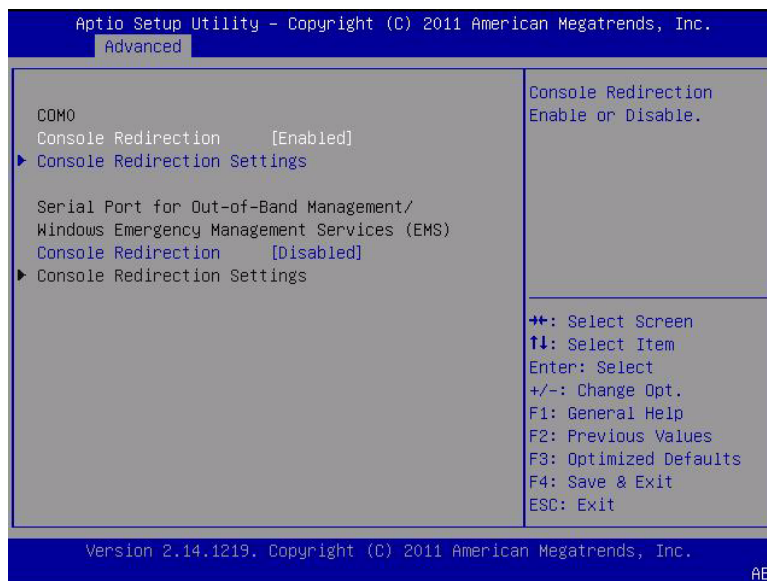 Aptio Setup Utility – Copyright (C) 2011 American Megatrends, Inc.
Advanced
COM0
Console Redirection [Enabled]
Console Redirection Settings
Serial Port for Out-of-Band Management/
Windows Emergency Management Services (EMS)
Console Redirection [Disabled]
Console Redirection Settings
Console Redirection
Enable or Disable.
→←: Select Screen
↑↓: Select Item
Enter: Select
+/-: Change Opt.
F1: General Help
F2: Previous Values
F3: Optimized Defaults
F4: Save & Exit
ESC: Exit
Version 2.14.1219. Copyright (C) 2011 American Megatrends, Inc.